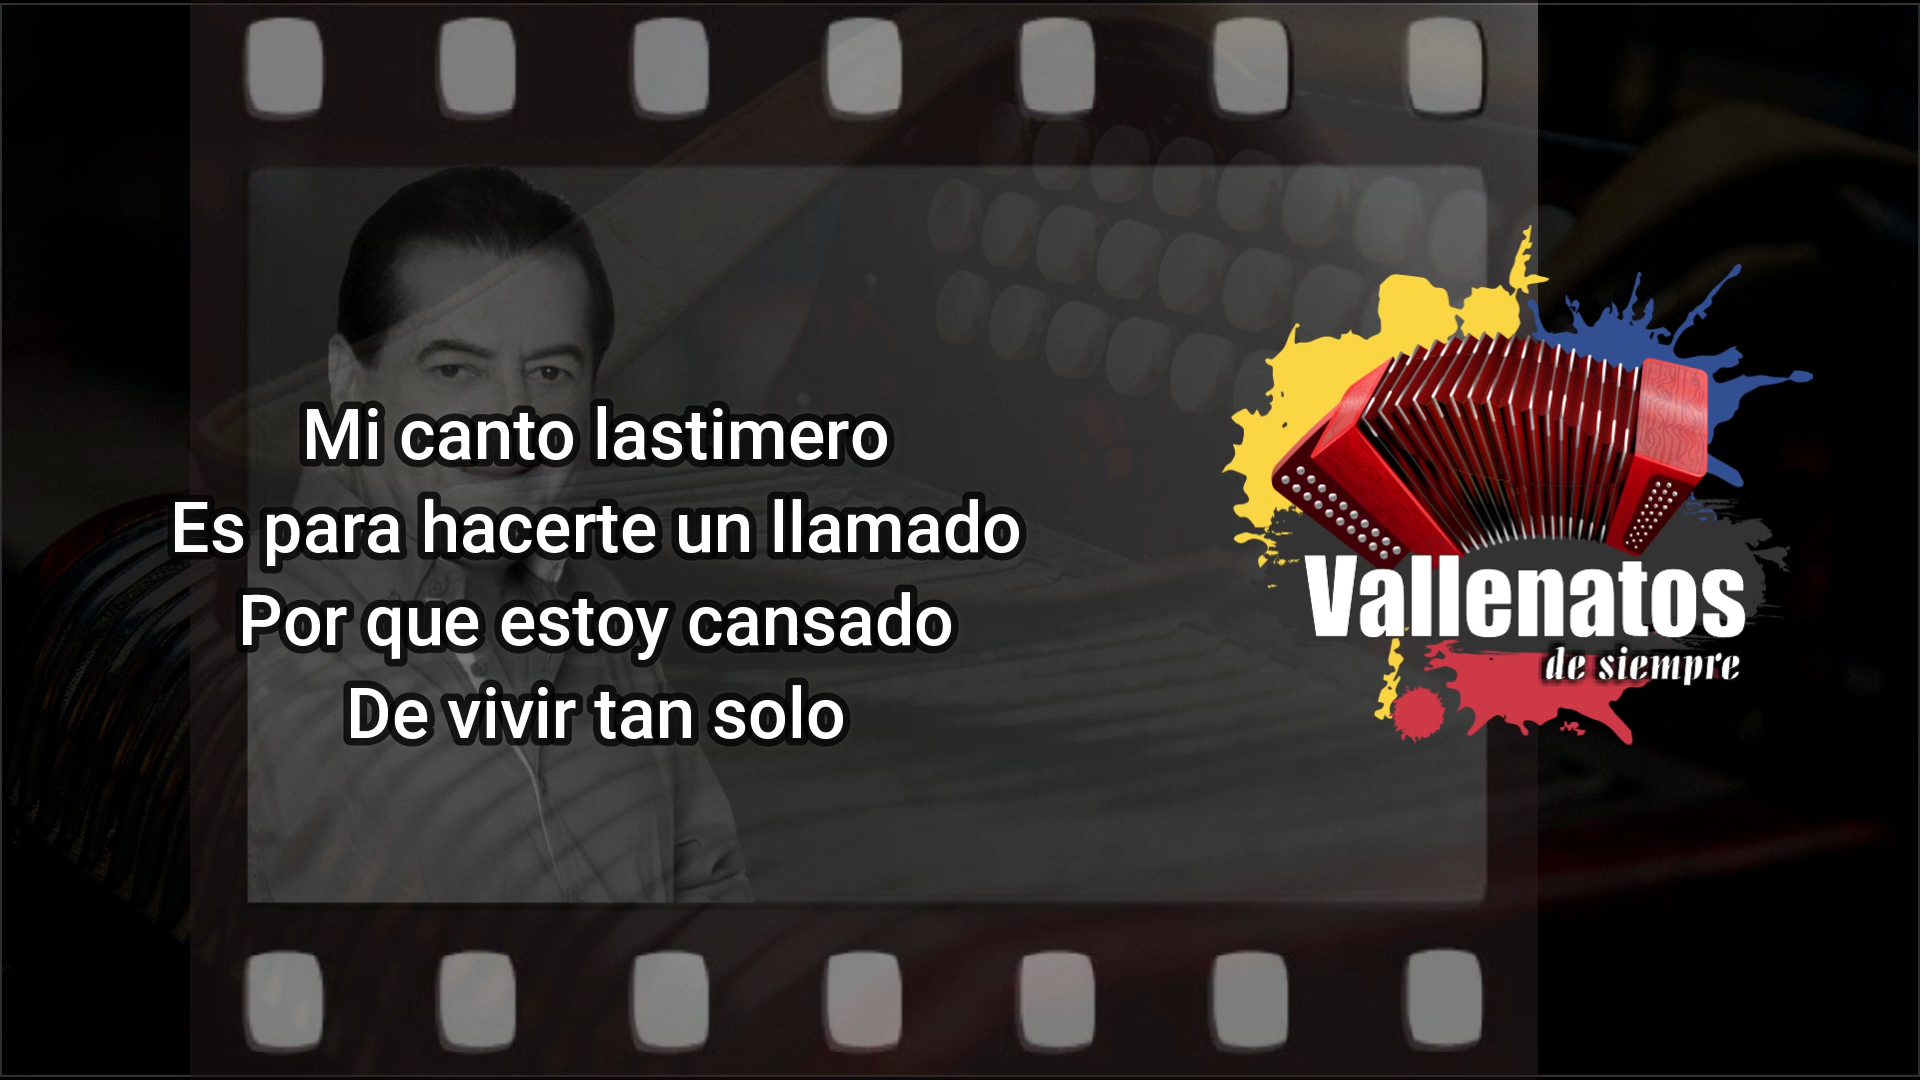 Mi canto lastimero
Es para hacerte un llamado
Por que estoy cansado
De vivir tan solo
Vallenatos
de siempre